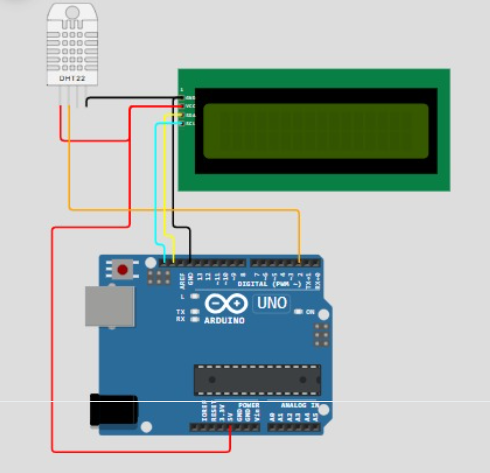 DHT22
1
GND
VCC
SDA
SCL
AREF
GND
13
12
~11
~10
~9
8
7
~6
~5
4
~3
2
TX→1
RX←0
DIGITAL (PWM ~)
L
TX
RX
UNO
ON
ARDUINO
IOREF
RESET
3.3V
5V
GND
GND
Vin
POWER
ANALOG IN
A0
A1
A2
A3
A4
A5